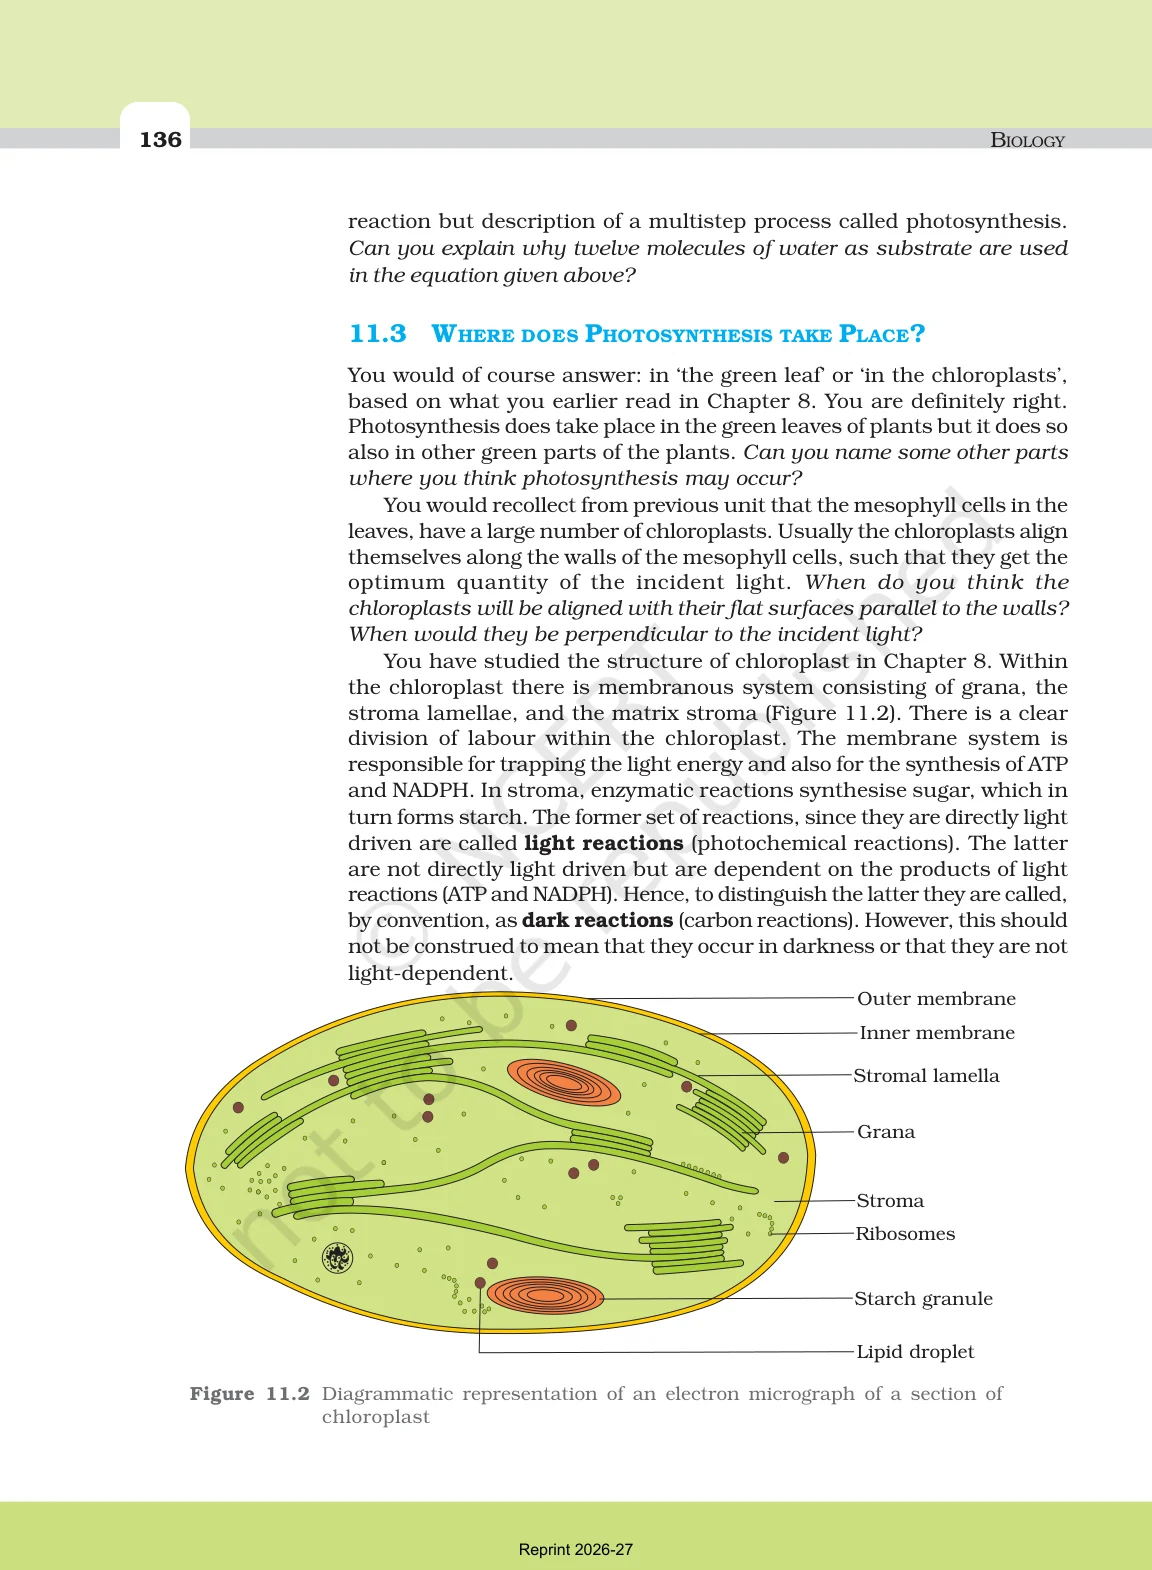 136
BIOLOGY
reaction but description of a multistep process called photosynthesis.
Can you explain why twelve molecules of water as substrate are used
in the equation given above?
11.3 WHERE DOES PHOTOSYNTHESIS TAKE PLACE?
You would of course answer: in ‘the green leaf’ or ‘in the chloroplasts’,
based on what you earlier read in Chapter 8. You are definitely right.
Photosynthesis does take place in the green leaves of plants but it does so
also in other green parts of the plants. Can you name some other parts
where you think photosynthesis may occur?
You would recollect from previous unit that the mesophyll cells in the
leaves, have a large number of chloroplasts. Usually the chloroplasts align
themselves along the walls of the mesophyll cells, such that they get the
optimum quantity of the incident light. When do you think the
chloroplasts will be aligned with their flat surfaces parallel to the walls?
When would they be perpendicular to the incident light?
You have studied the structure of chloroplast in Chapter 8. Within
the chloroplast there is membranous system consisting of grana, the
stroma lamellae, and the matrix stroma (Figure 11.2). There is a clear
division of labour within the chloroplast. The membrane system is
responsible for trapping the light energy and also for the synthesis of ATP
and NADPH. In stroma, enzymatic reactions synthesise sugar, which in
turn forms starch. The former set of reactions, since they are directly light
driven are called light reactions (photochemical reactions). The latter
are not directly light driven but are dependent on the products of light
reactions (ATP and NADPH). Hence, to distinguish the latter they are called,
by convention, as dark reactions (carbon reactions). However, this should
not be construed to mean that they occur in darkness or that they are not
light-dependent.
© NCERT
not to be republished
Outer membrane
Inner membrane
Stromal lamella
Grana
Stroma
Ribosomes
Starch granule
Lipid droplet
Figure 11.2 Diagrammatic representation of an electron micrograph of a section of
chloroplast
Reprint 2026-27